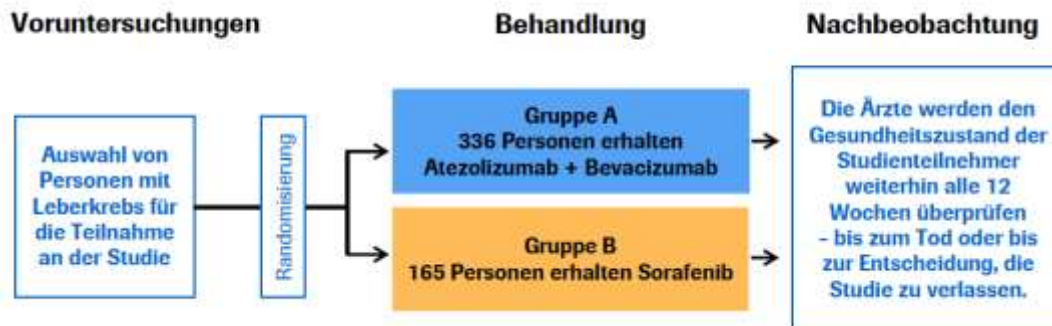 Voruntersuchungen
Behandlung
Nachbeobachtung
Auswahl von
Personen mit
Leberkrebs für
die Teilnahme
an der Studie
Randomisierung
Gruppe A
336 Personen erhalten
Atezolizumab + Bevacizumab
Gruppe B
165 Personen erhalten Sorafenib
Die Ärzte werden den
Gesundheitszustand der
Studienteilnehmer
weiterhin alle 12
Wochen überprüfen
– bis zum Tod oder bis
zur Entscheidung, die
Studie zu verlassen.